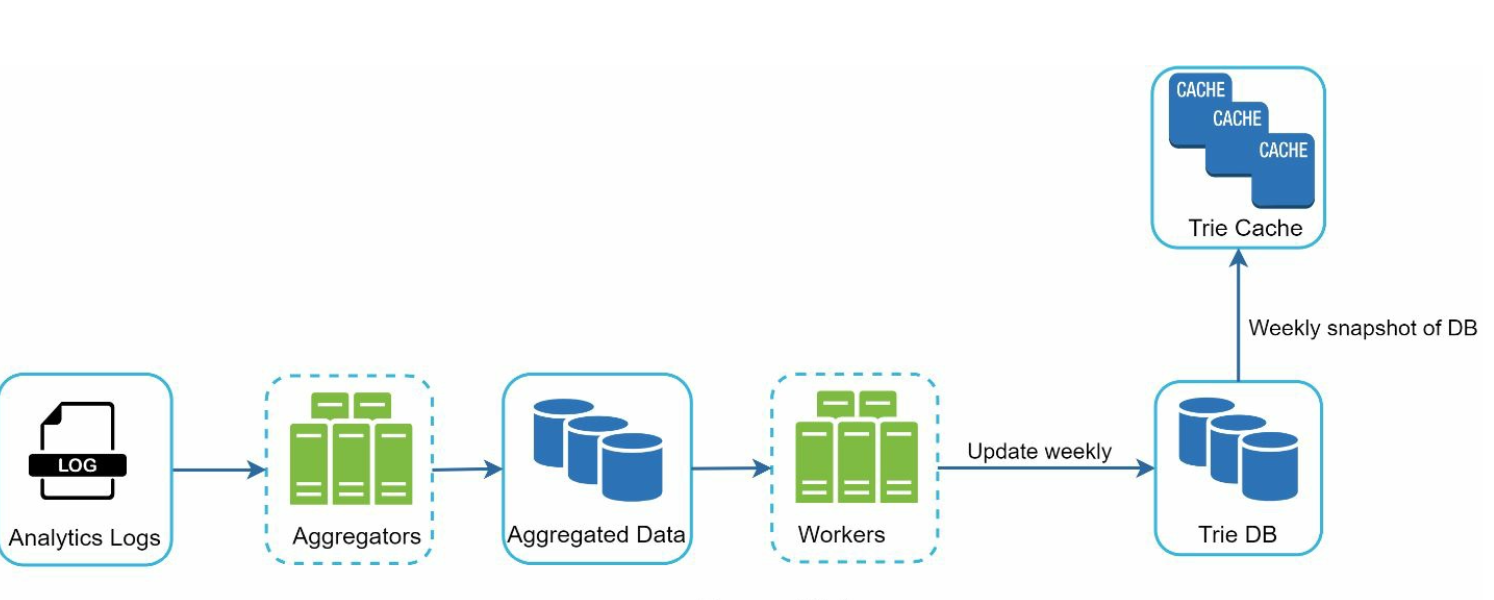 CACHE
CACHE
CACHE
Trie Cache
Weekly snapshot of DB
LOG
Analytics Logs
Aggregators
Aggregated Data
Workers
Update weekly
Trie DB